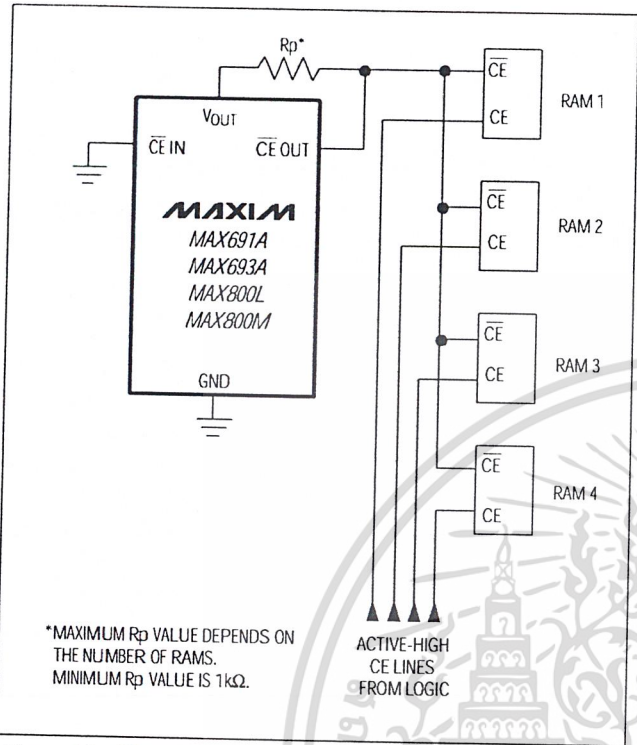 Rp*
VOUT
CE IN
CE OUT
MAXIM
MAX691A
MAX693A
MAX800L
MAX800M
GND
CE
CE
RAM 1
CE
CE
RAM 2
CE
CE
RAM 3
CE
CE
RAM 4
*MAXIMUM Rp VALUE DEPENDS ON
THE NUMBER OF RAMS.
MINIMUM Rp VALUE IS 1kΩ.
ACTIVE-HIGH
CE LINES
FROM LOGIC